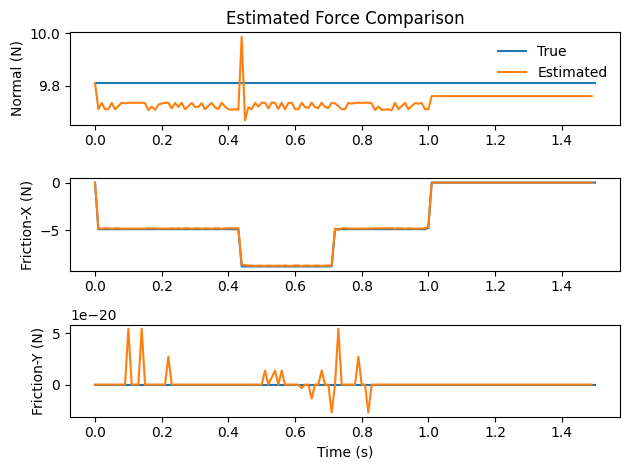 Estimated Force Comparison
Normal (N)
10.0
9.8
True
Estimated
0.0 0.2 0.4 0.6 0.8 1.0 1.2 1.4
Friction-X (N)
0
−5
0.0 0.2 0.4 0.6 0.8 1.0 1.2 1.4
1e−20
Friction-Y (N)
5
0
0.0 0.2 0.4 0.6 0.8 1.0 1.2 1.4
Time (s)